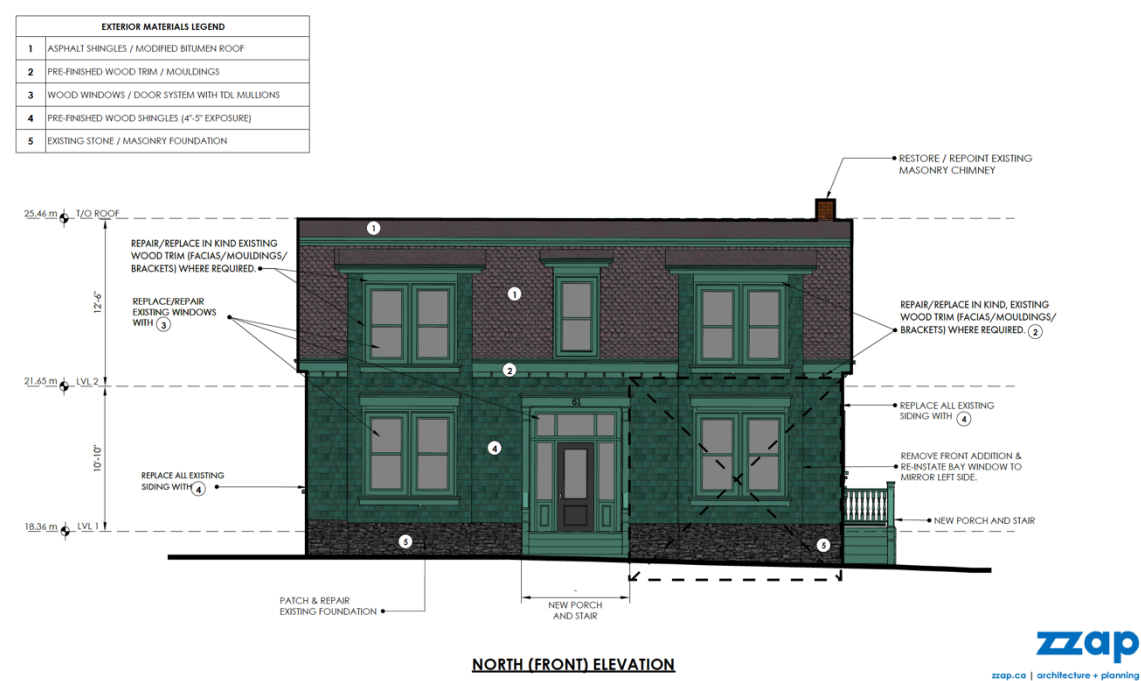 EXTERIOR MATERIALS LEGEND
1 ASPHALT SHINGLES / MODIFIED BITUMEN ROOF
2 PRE-FINISHED WOOD TRIM / MOULDINGS
3 WOOD WINDOWS / DOOR SYSTEM WITH TDL MULLIONS
4 PRE-FINISHED WOOD SHINGLES (4"-5" EXPOSURE)
5 EXISTING STONE / MASONRY FOUNDATION
RESTORE / REPOINT EXISTING
MASONRY CHIMNEY
25.46 m T/O ROOF
1
REPAIR/REPLACE IN KIND EXISTING
WOOD TRIM (FACIAS/MOULDINGS/
BRACKETS) WHERE REQUIRED.
12'-6"
1
REPLACE/REPAIR
EXISTING WINDOWS
WITH 3
REPAIR/REPLACE IN KIND, EXISTING
WOOD TRIM (FACIAS/MOULDINGS/
BRACKETS) WHERE REQUIRED. 2
2
21.65 m LVL 2
61
REPLACE ALL EXISTING
SIDING WITH 4
10'-10"
4
REMOVE FRONT ADDITION &
RE-INSTATE BAY WINDOW TO
MIRROR LEFT SIDE.
REPLACE ALL EXISTING
SIDING WITH 4
18.36 m LVL 1
NEW PORCH AND STAIR
5
5
PATCH & REPAIR
EXISTING FOUNDATION
-
NEW PORCH
AND STAIR
NORTH (FRONT) ELEVATION
zzap
zzap.ca | architecture + planning